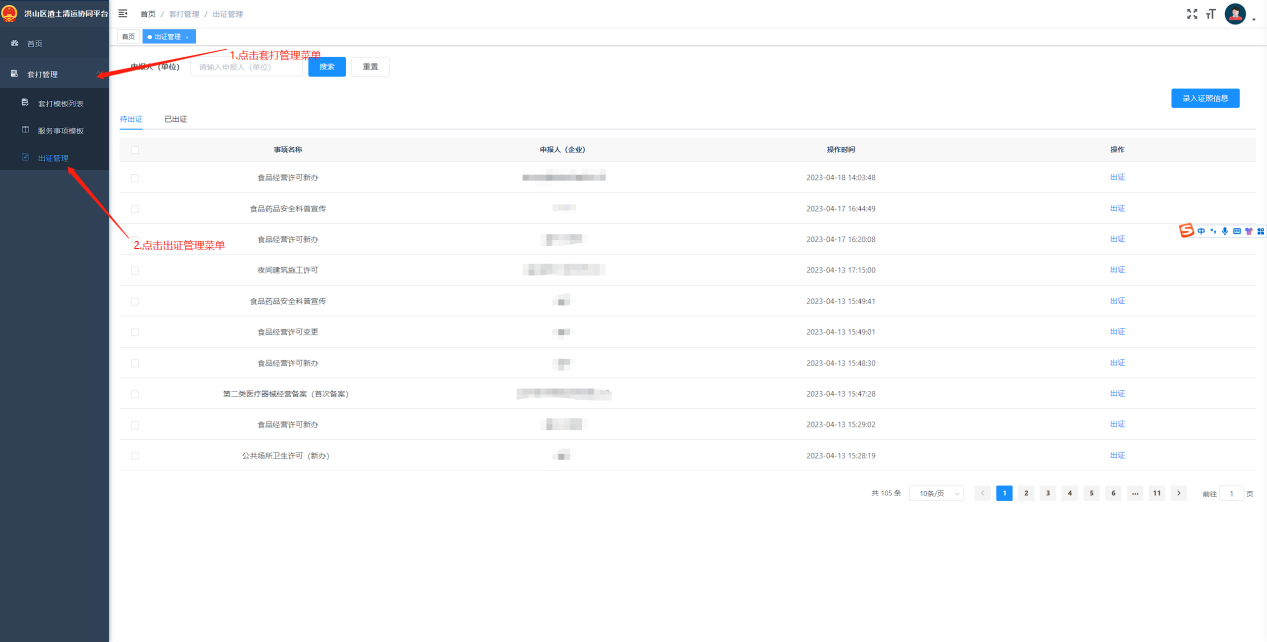 洪山区渣土清运协同平台
首页 / 套打管理 / 出证管理
首页
出证管理
首页
套打管理
套打模板列表
服务事项模板
出证管理
1.点击套打管理菜单
2.点击出证管理菜单
申报人（单位）
请输入申报人（单位）
搜索
重置
录入证照信息
待出证
已出证
事项名称 申报人（企业） 操作时间 操作
食品经营许可新办 2023-04-18 14:03:48 出证
食品药品安全科普宣传 2023-04-17 16:44:49 出证
食品经营许可新办 2023-04-17 16:20:08 出证
夜间建筑施工许可 2023-04-13 17:15:00 出证
食品药品安全科普宣传 2023-04-13 15:49:41 出证
食品经营许可变更 2023-04-13 15:49:01 出证
食品经营许可新办 2023-04-13 15:48:30 出证
第二类医疗器械经营备案（首次备案） 2023-04-13 15:47:28 出证
食品经营许可新办 2023-04-13 15:29:02 出证
公共场所卫生许可（新办） 2023-04-13 15:28:19 出证
共 105 条 10条/页 < 1 2 3 4 5 6 ··· 11 > 前往 1 页
中